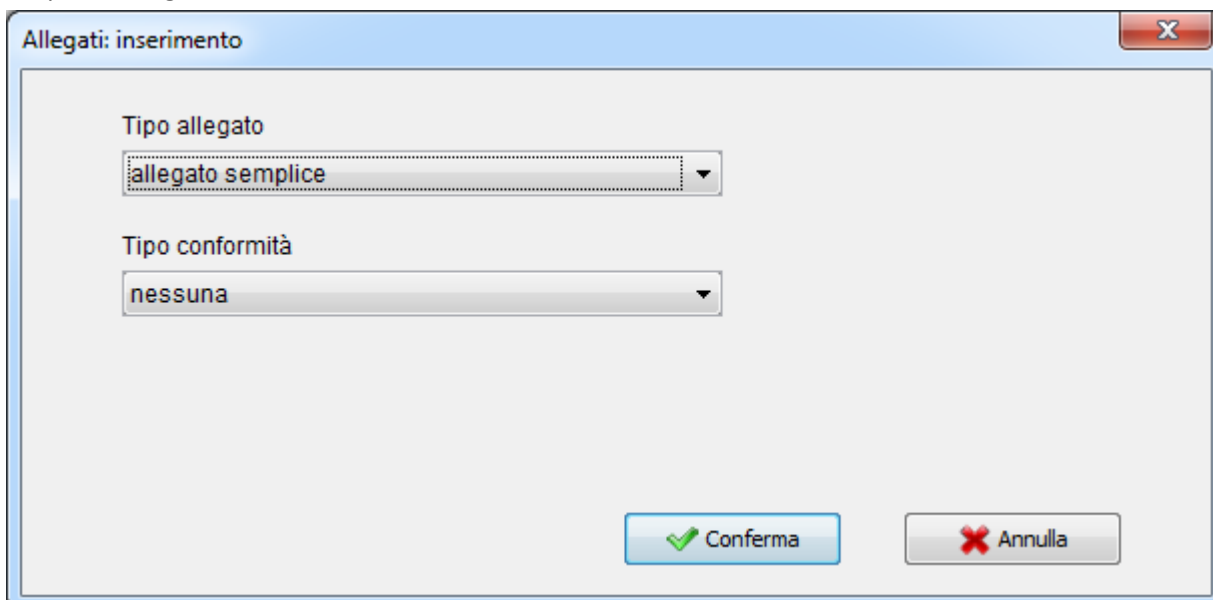 Allegati: inserimento
Tipo allegato
allegato semplice
Tipo conformità
nessuna
Conferma
Annulla